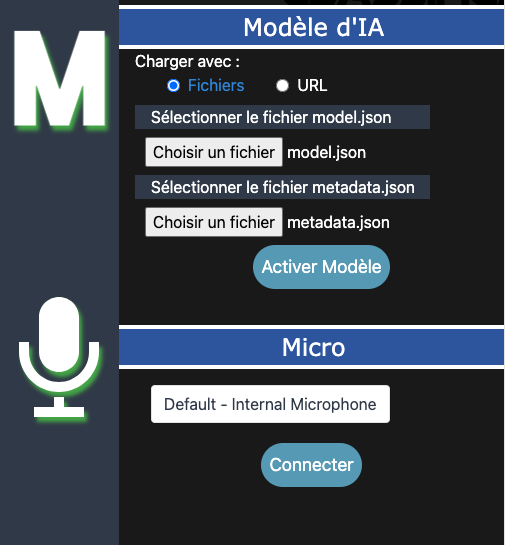 M
Modèle d'IA
Charger avec :
Fichiers URL
Sélectionner le fichier model.json
Choisir un fichier model.json
Sélectionner le fichier metadata.json
Choisir un fichier metadata.json
Activer Modèle
Micro
Default - Internal Microphone
Connecter